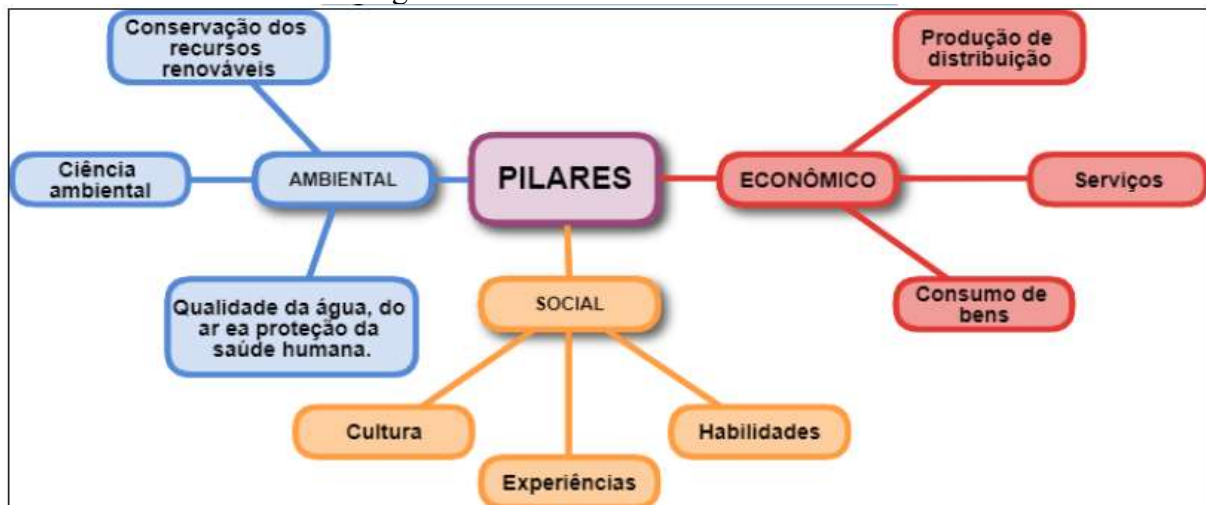 Conservação dos
recursos
renováveis
Produção de
distribuição
Ciência
ambiental
AMBIENTAL
PILARES
ECONÔMICO
Serviços
Qualidade da água, do
ar ea proteção da
saúde humana.
SOCIAL
Consumo de
bens
Cultura
Habilidades
Experiências